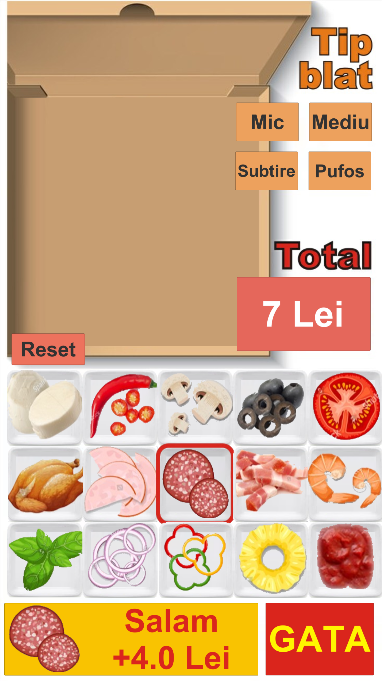 Tip
blat
Mic
Mediu
Subtire
Pufos
Total
7 Lei
Reset
Salam
+4.0 Lei
GATA